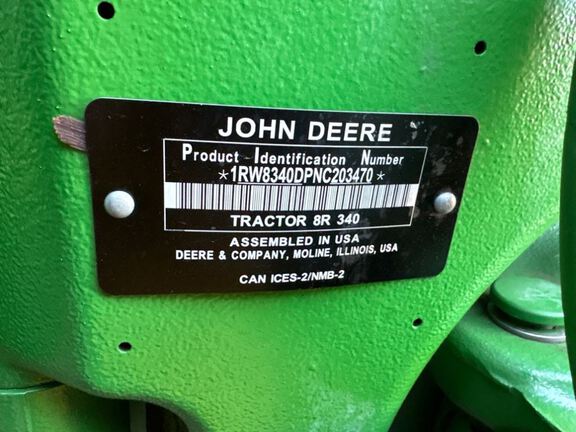 JOHN DEERE
Product Identification Number
*1RW8340DPNC203470*
TRACTOR 8R 340
ASSEMBLED IN USA
DEERE & COMPANY, MOLINE, ILLINOIS, USA
CAN ICES-2/NMB-2